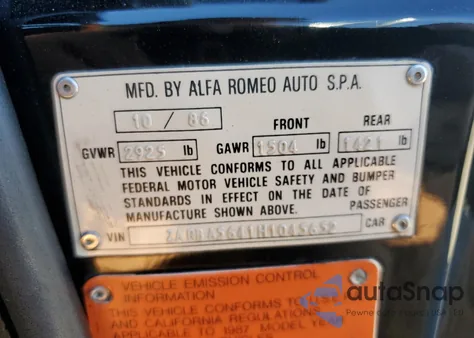 MFD. BY ALFA ROMEO AUTO S.P.A.
10 / 86 FRONT REAR
GVWR 2925 lb GAWR 1504 lb 1421 lb
THIS VEHICLE CONFORMS TO ALL APPLICABLE
FEDERAL MOTOR VEHICLE SAFETY AND BUMPER
STANDARDS IN EFFECT ON THE DATE OF
MANUFACTURE SHOWN ABOVE. PASSENGER
VIN CAR
VEHICLE EMISSION CONTROL
INFORMATION
THIS VEHICLE CONFORMS TO
AND CALIFORNIA REGULATIONS
APPLICABLE TO 1987 MODEL YEAR
autoSnap